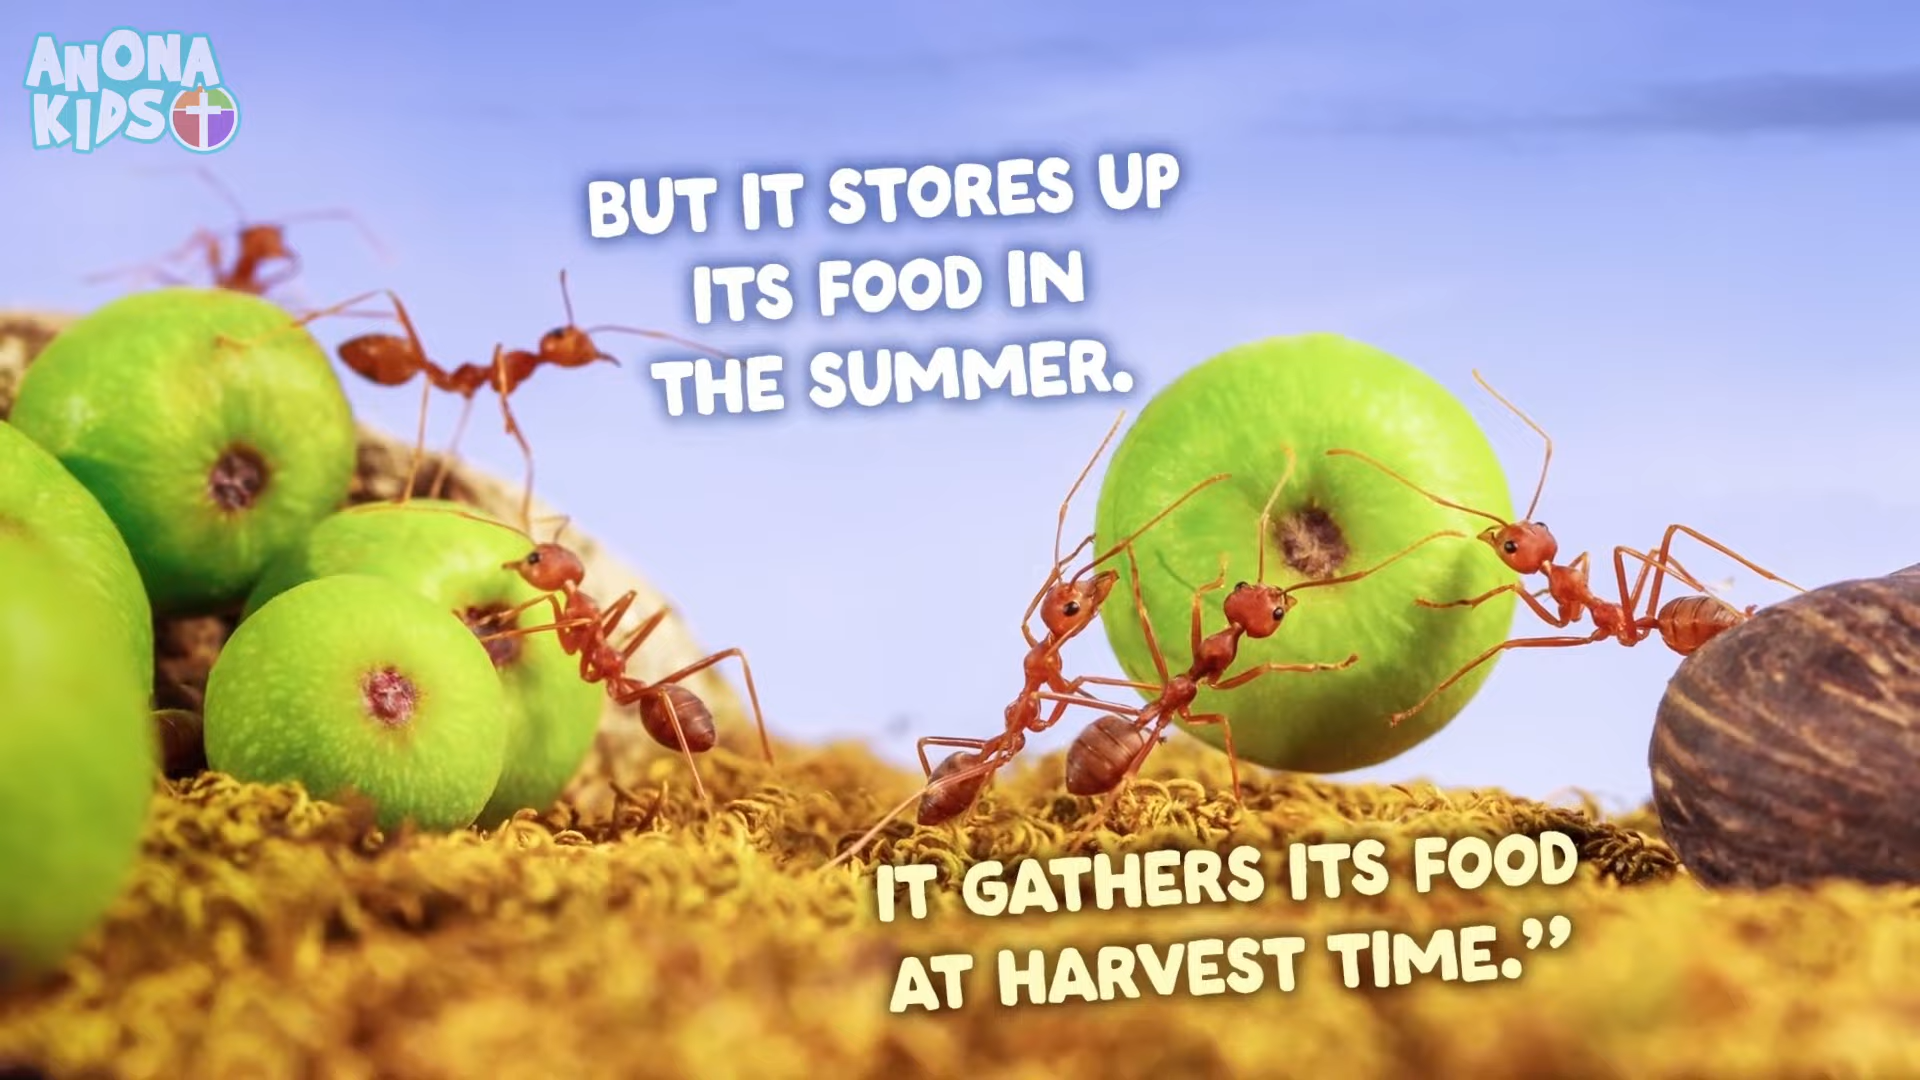 ANONA
KIDS
BUT IT STORES UP
ITS FOOD IN
THE SUMMER.
IT GATHERS ITS FOOD
AT HARVEST TIME.”